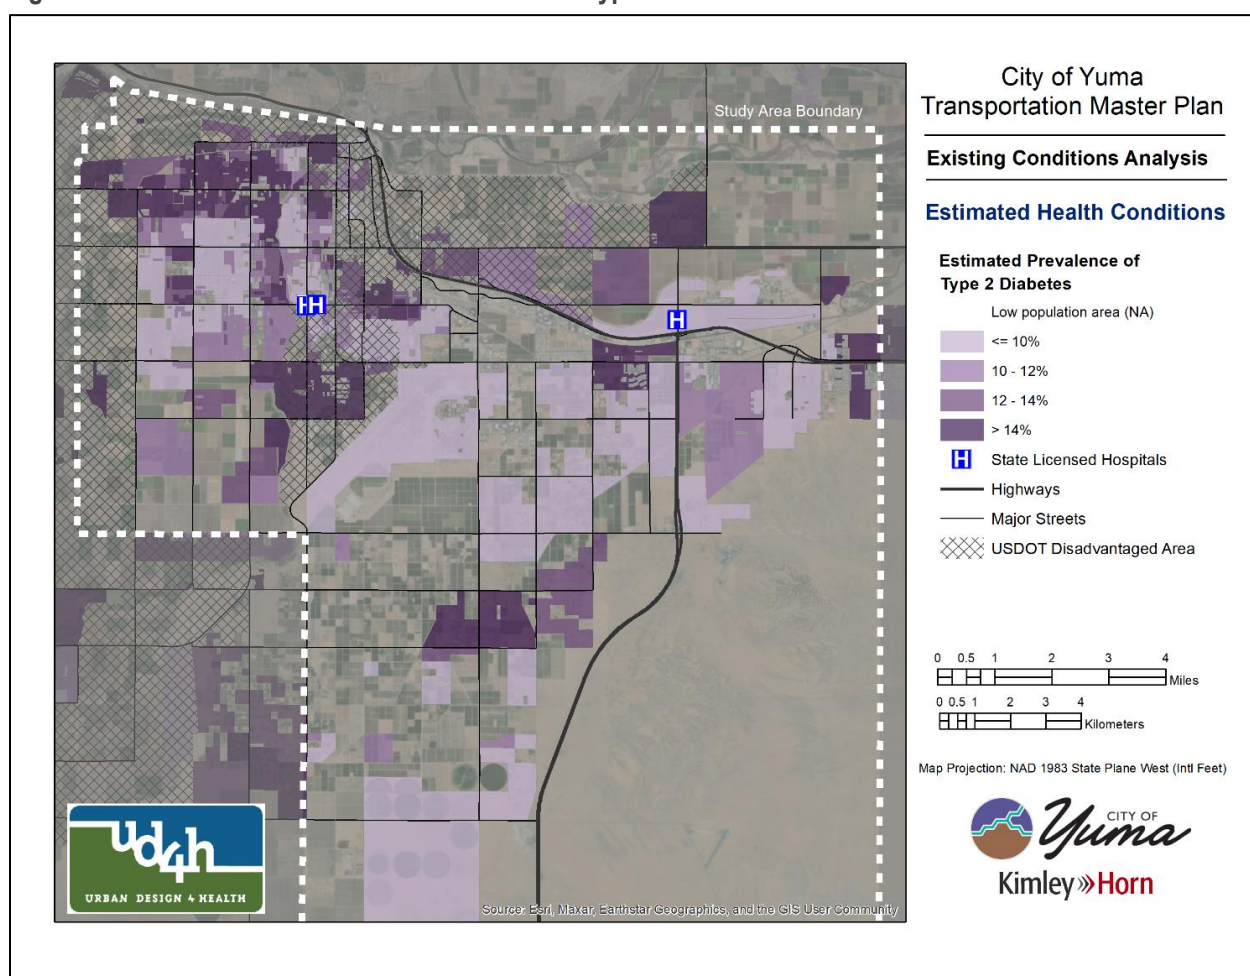 City of Yuma
Transportation Master Plan
Existing Conditions Analysis
Estimated Health Conditions
Estimated Prevalence of
Type 2 Diabetes
Low population area (NA)
<= 10%
10 - 12%
12 - 14%
> 14%
H State Licensed Hospitals
Highways
Major Streets
USDOT Disadvantaged Area
0 0.5 1 2 3 4
Miles
0 0.5 1 2 3 4
Kilometers
Map Projection: NAD 1983 State Plane West (Intl Feet)
CITY OF
Yuma
Kimley»Horn
Study Area Boundary
H H
H
ud4h
URBAN DESIGN 4 HEALTH
Source: Esri, Maxar, Earthstar Geographics, and the GIS User Community